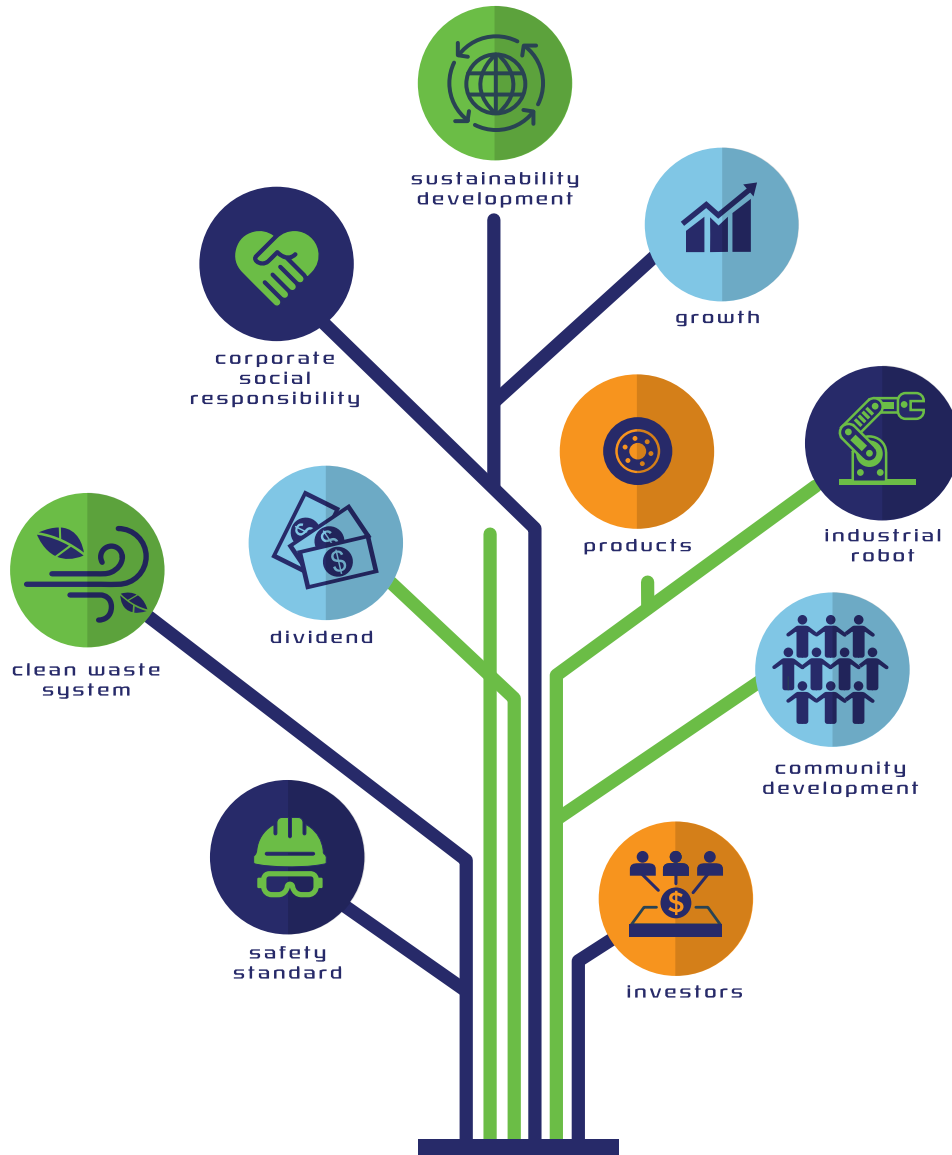 sustainability
development
growth
corporate
social
responsibility
products
industrial
robot
dividend
clean waste
system
community
development
safety
standard
investors
$
$
$
$